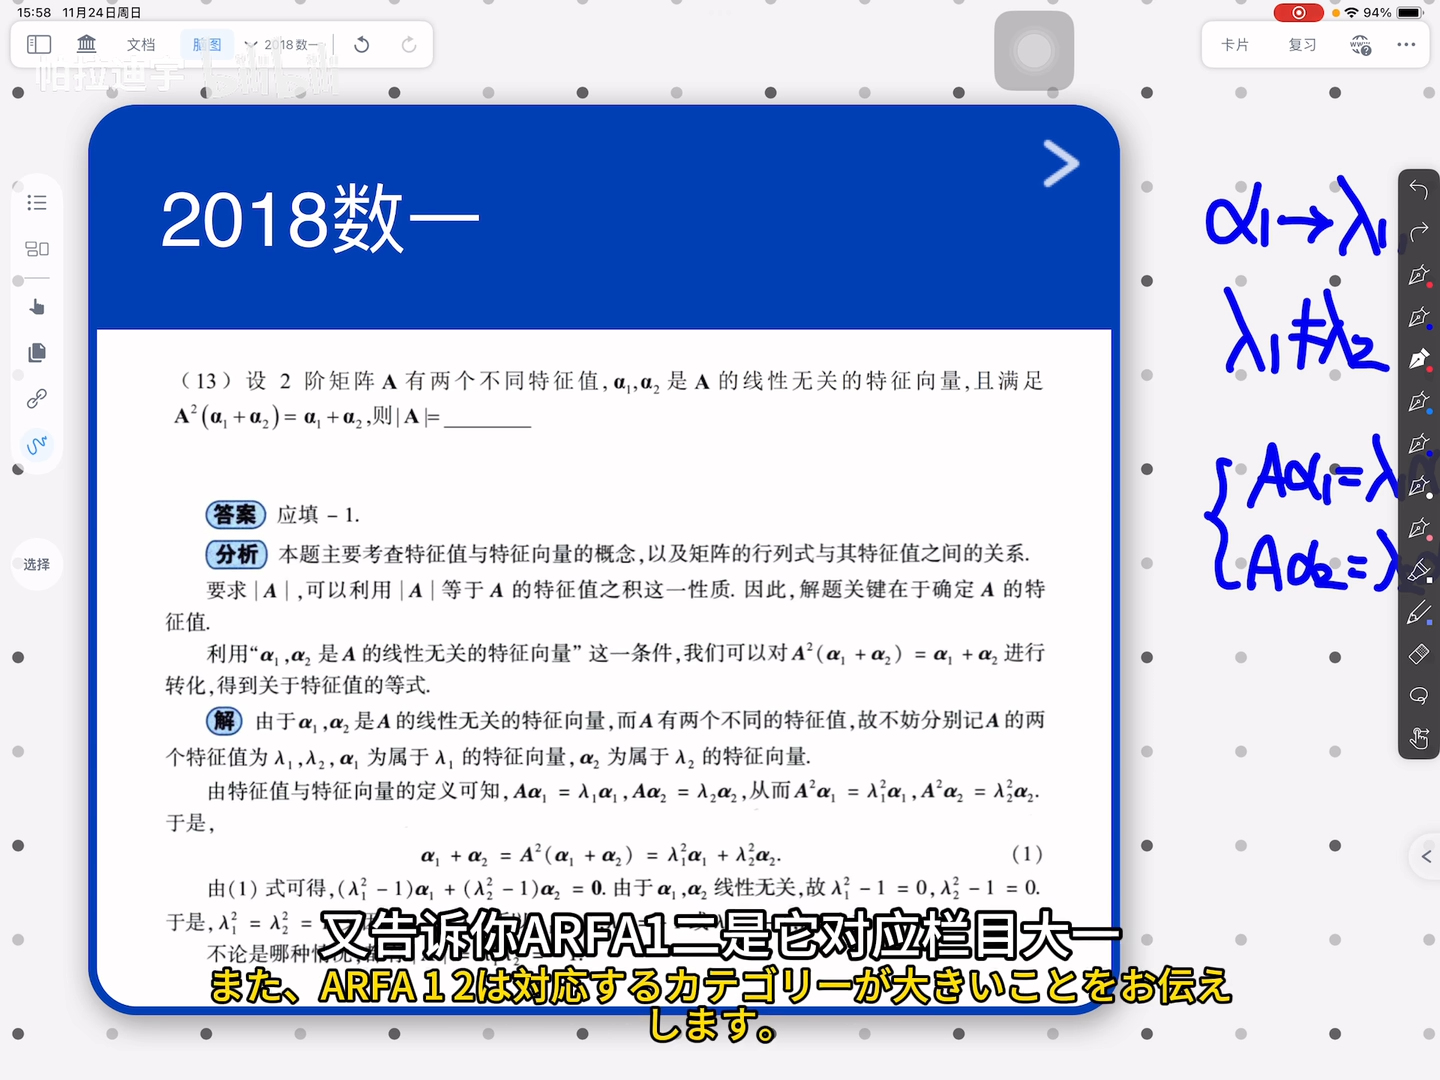 15:58 11月24日周日
94%
文档
脑图
2018数一
卡片
复习
帕拉迪宇 bilibili
2018数一
α₁→λ₁
λ₁≠λ₂
Aα₁=λ
Aα₂=λ
选择
（13）设 2 阶矩阵 A 有两个不同特征值,α₁,α₂ 是 A 的线性无关的特征向量,且满足
A²(α₁+α₂)= α₁+α₂,则|A|=________
答案 应填 －1.
分析 本题主要考查特征值与特征向量的概念,以及矩阵的行列式与其特征值之间的关系.
要求 |A| ,可以利用 |A| 等于 A 的特征值之积这一性质. 因此,解题关键在于确定 A 的特
征值.
利用“α₁,α₂ 是 A 的线性无关的特征向量” 这一条件,我们可以对 A²(α₁ + α₂) = α₁ + α₂ 进行
转化,得到关于特征值的等式.
解 由于 α₁,α₂ 是 A 的线性无关的特征向量,而 A 有两个不同的特征值,故不妨分别记 A 的两
个特征值为 λ₁,λ₂, α₁ 为属于 λ₁ 的特征向量, α₂ 为属于 λ₂ 的特征向量.
由特征值与特征向量的定义可知, Aα₁ = λ₁α₁, Aα₂ = λ₂α₂,从而 A²α₁ = λ₁²α₁, A²α₂ = λ₂²α₂.
于是,
α₁ + α₂ = A²(α₁ + α₂) = λ₁²α₁ + λ₂²α₂. (1)
由(1) 式可得, (λ₁² − 1)α₁ + (λ₂² − 1)α₂ = 0. 由于 α₁,α₂ 线性无关,故 λ₁² − 1 = 0, λ₂² − 1 = 0.
于是, λ₁² = λ₂² =
不论是哪种情况,
又告诉你ARFA1二是它对应栏目大一
また、ARFA 1 2は対応するカテゴリーが大きいことをお伝え
します。